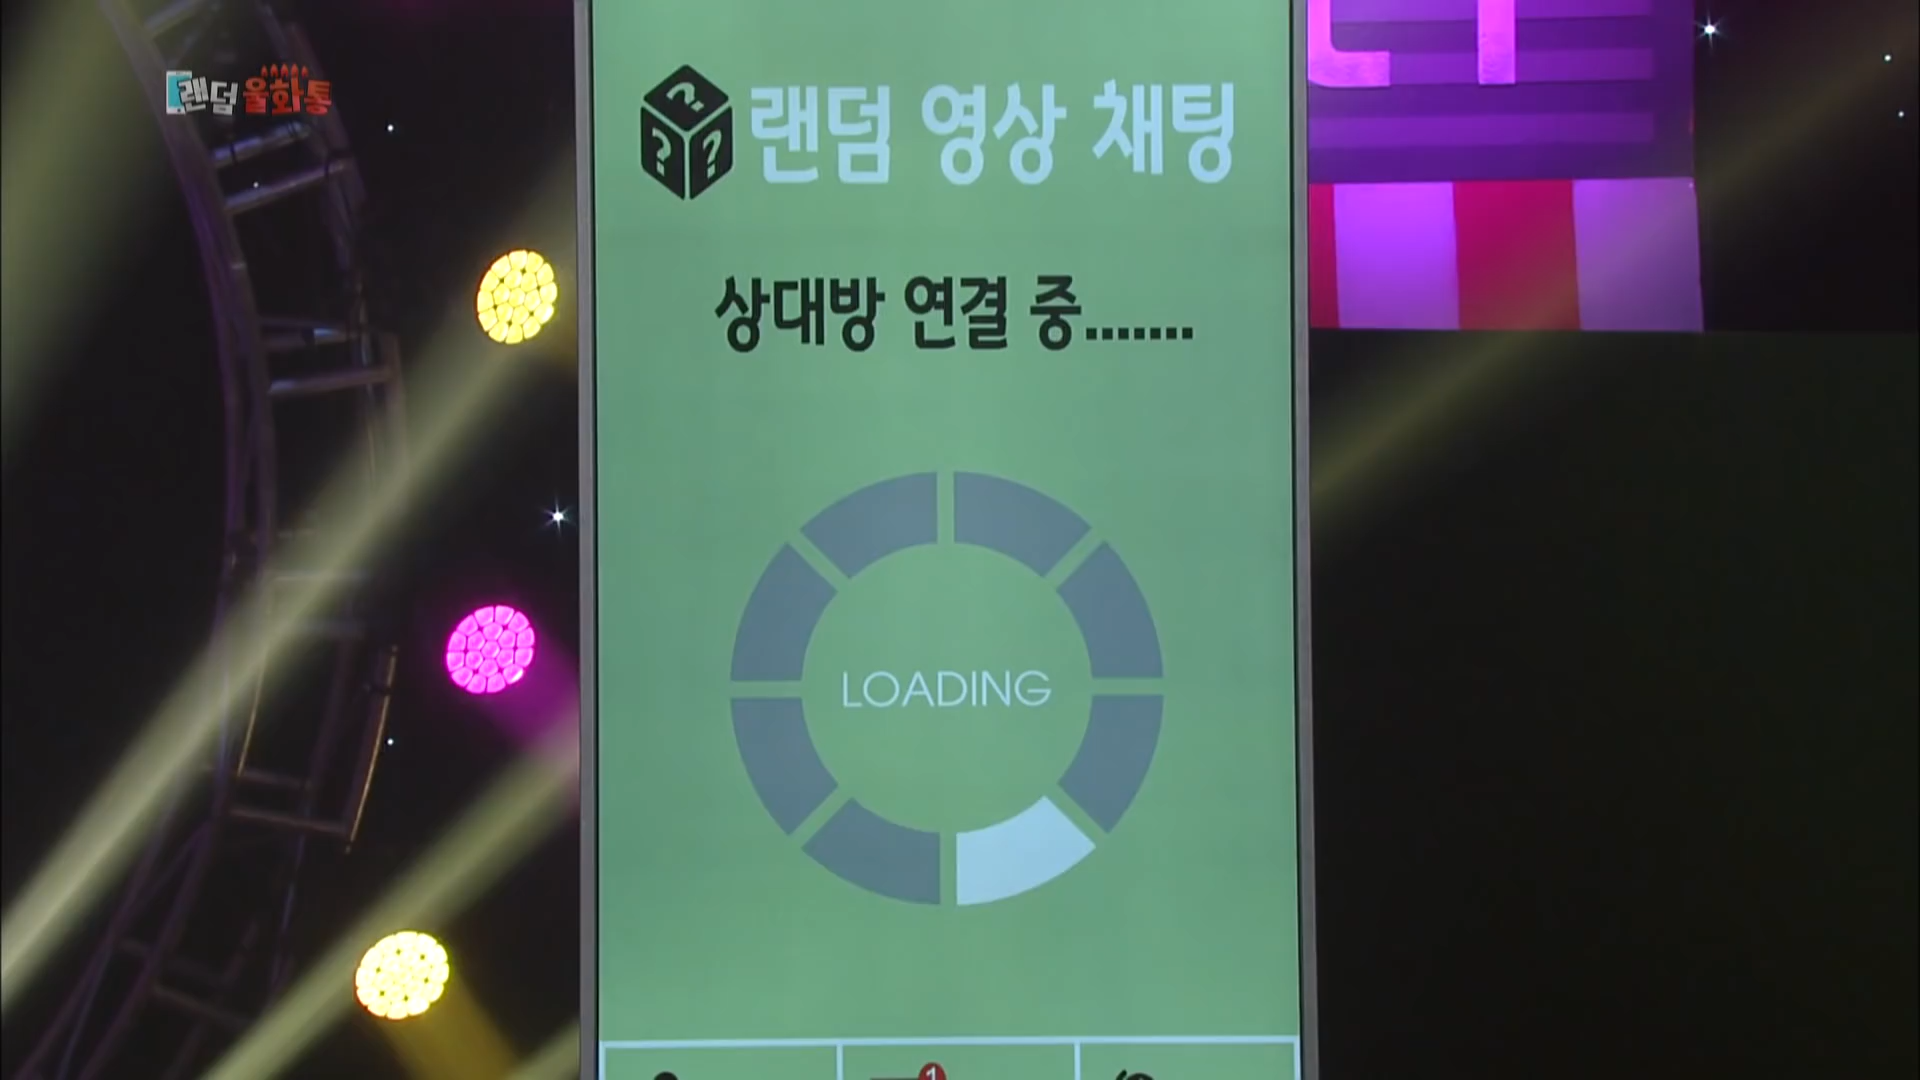 랜덤 울화통
? ? ?
랜덤 영상 채팅
상대방 연결 중.......
LOADING
1